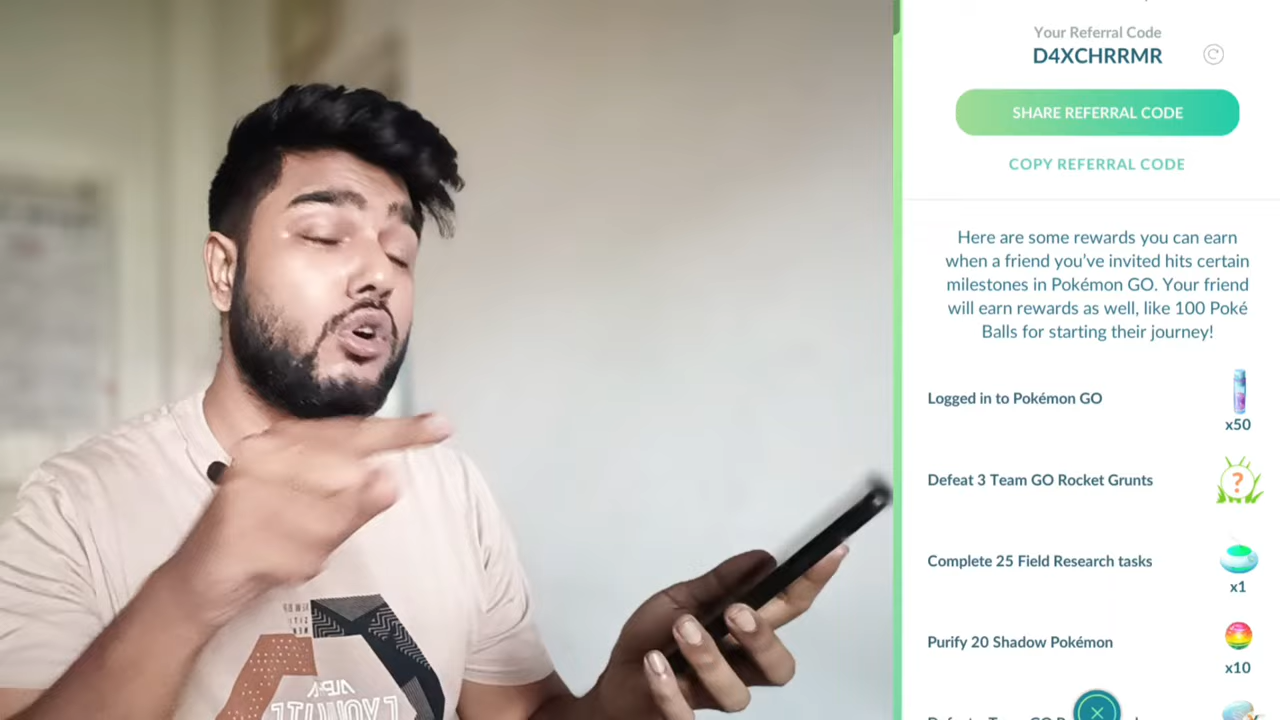 Your Referral Code
D4XCHRRMR
SHARE REFERRAL CODE
COPY REFERRAL CODE
Here are some rewards you can earn
when a friend you've invited hits certain
milestones in Pokémon GO. Your friend
will earn rewards as well, like 100 Poké
Balls for starting their journey!
Logged in to Pokémon GO
x50
Defeat 3 Team GO Rocket Grunts
?
Complete 25 Field Research tasks
x1
Purify 20 Shadow Pokémon
x10